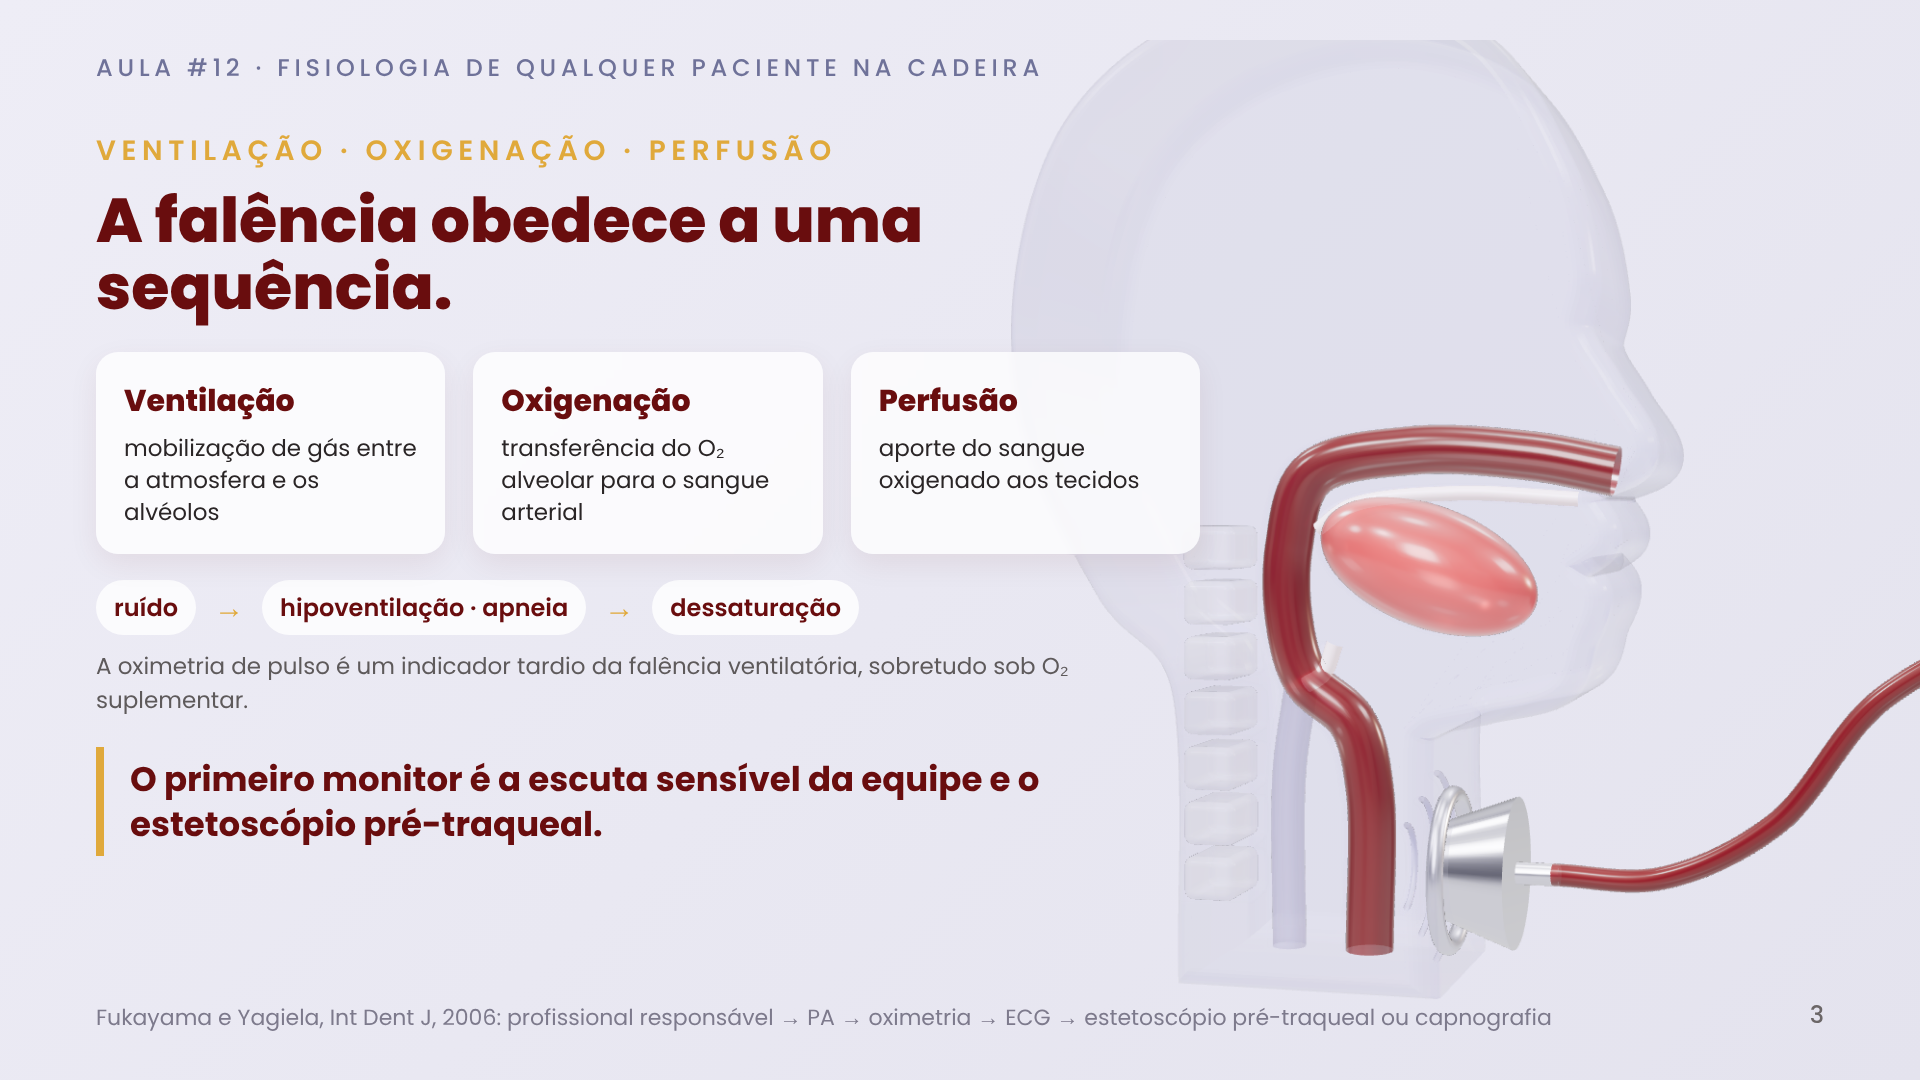 AULA #12 · FISIOLOGIA DE QUALQUER PACIENTE NA CADEIRA
VENTILAÇÃO · OXIGENAÇÃO · PERFUSÃO
A falência obedece a uma
sequência.
Ventilação
mobilização de gás entre
a atmosfera e os
alvéolos
Oxigenação
transferência do O₂
alveolar para o sangue
arterial
Perfusão
aporte do sangue
oxigenado aos tecidos
ruído → hipoventilação · apneia → dessaturação
A oximetria de pulso é um indicador tardio da falência ventilatória, sobretudo sob O₂
suplementar.
O primeiro monitor é a escuta sensível da equipe e o
estetoscópio pré-traqueal.
Fukayama e Yagiela, Int Dent J, 2006: profissional responsável → PA → oximetria → ECG → estetoscópio pré-traqueal ou capnografia
3